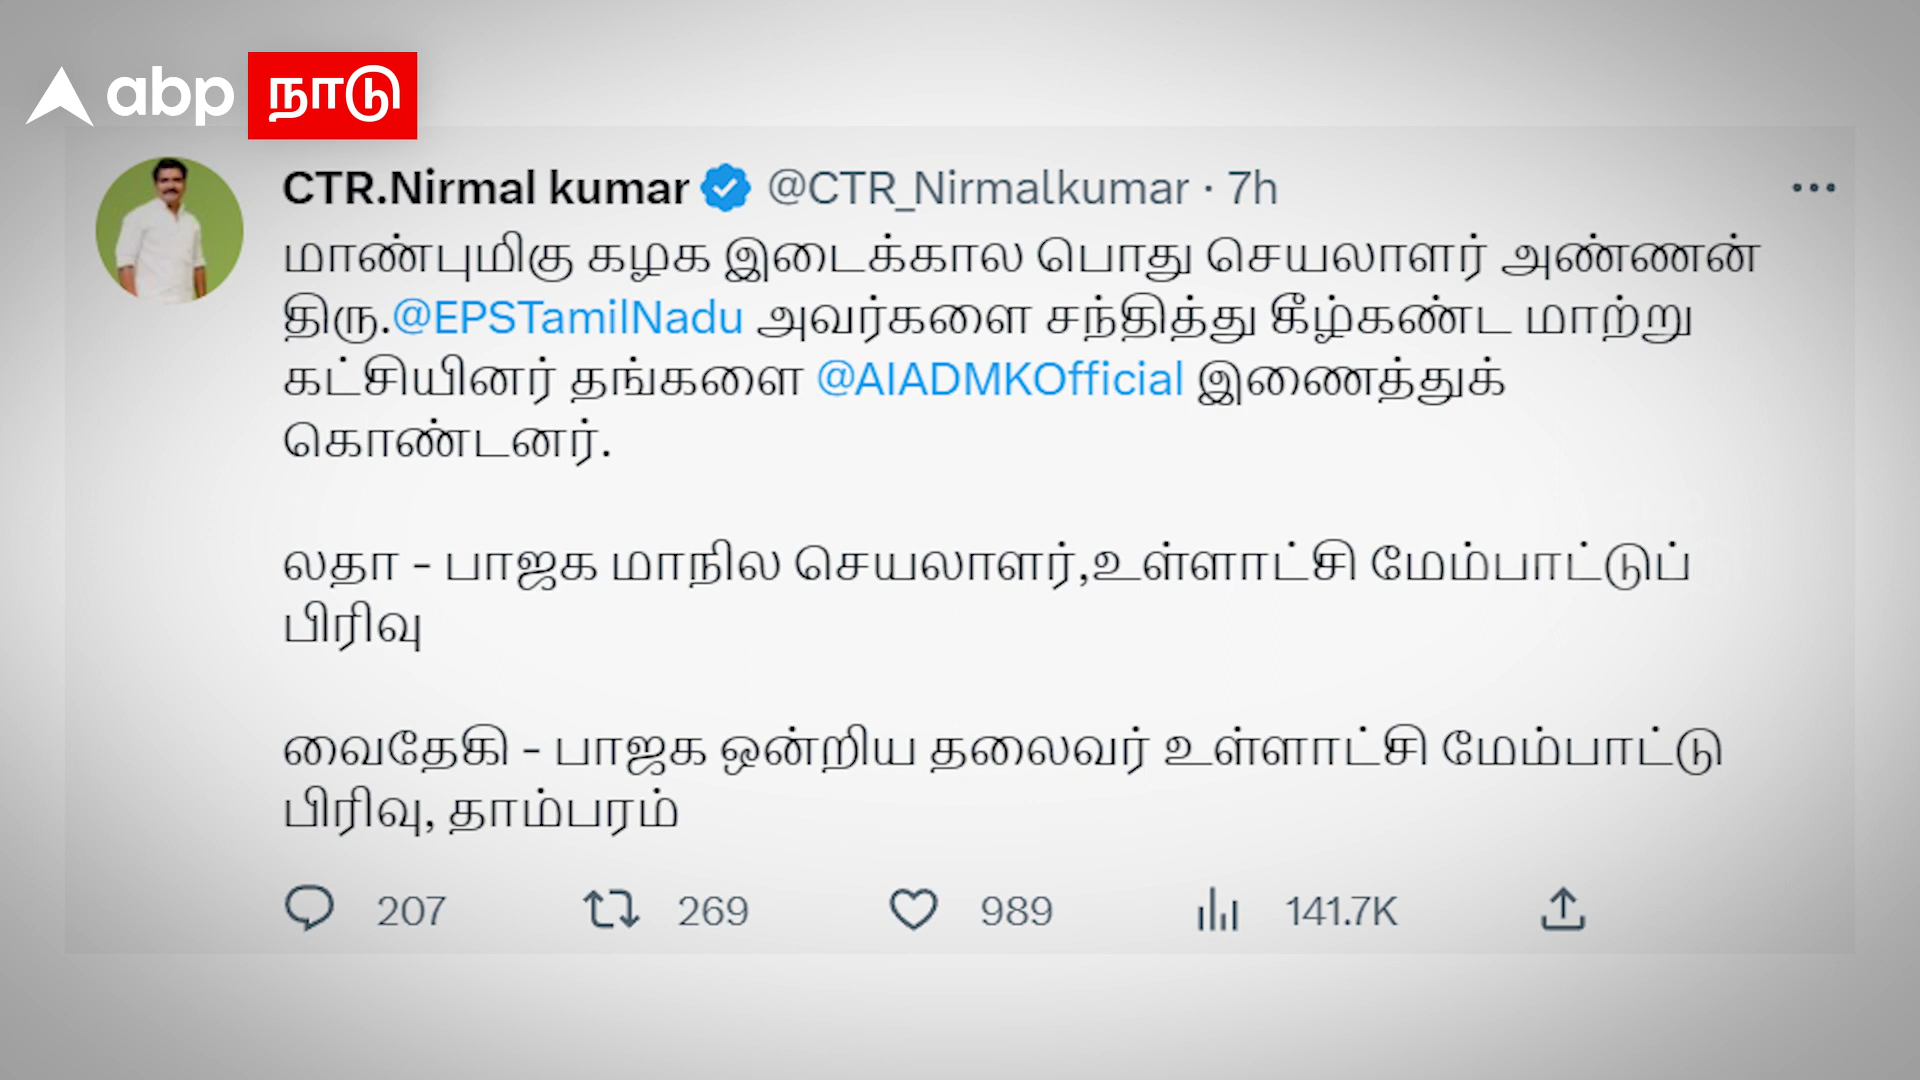 abp நாடு
CTR.Nirmal kumar @CTR_Nirmalkumar · 7h
மாண்புமிகு கழக இடைக்கால பொது செயலாளர் அண்ணன்
திரு.@EPSTamilNadu அவர்களை சந்தித்து கீழ்கண்ட மாற்று
கட்சியினர் தங்களை @AIADMKOfficial இணைத்துக்
கொண்டனர்.
லதா - பாஜக மாநில செயலாளர்,உள்ளாட்சி மேம்பாட்டுப்
பிரிவு
வைதேகி - பாஜக ஒன்றிய தலைவர் உள்ளாட்சி மேம்பாட்டு
பிரிவு, தாம்பரம்
207 269 989 141.7K